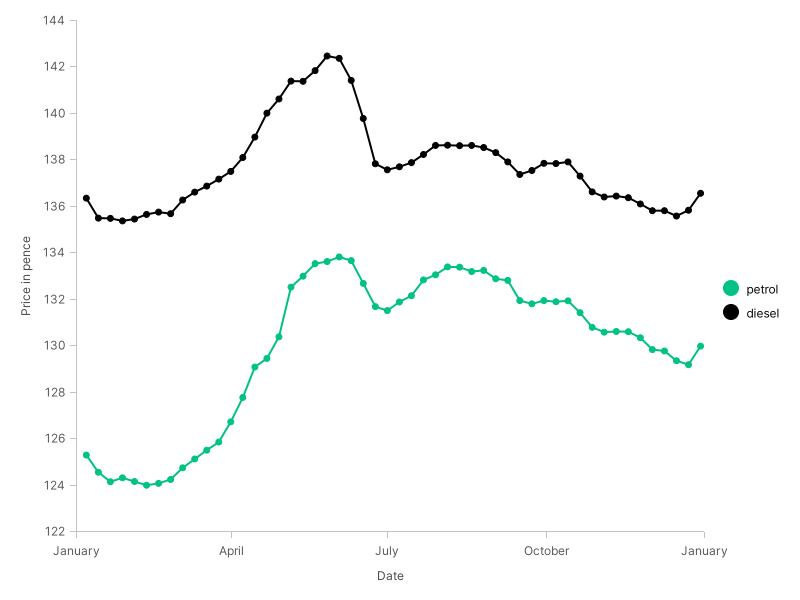 144
142
140
138
136
134
132
130
128
126
124
122
Price in pence
January
April
July
October
January
Date
petrol
diesel